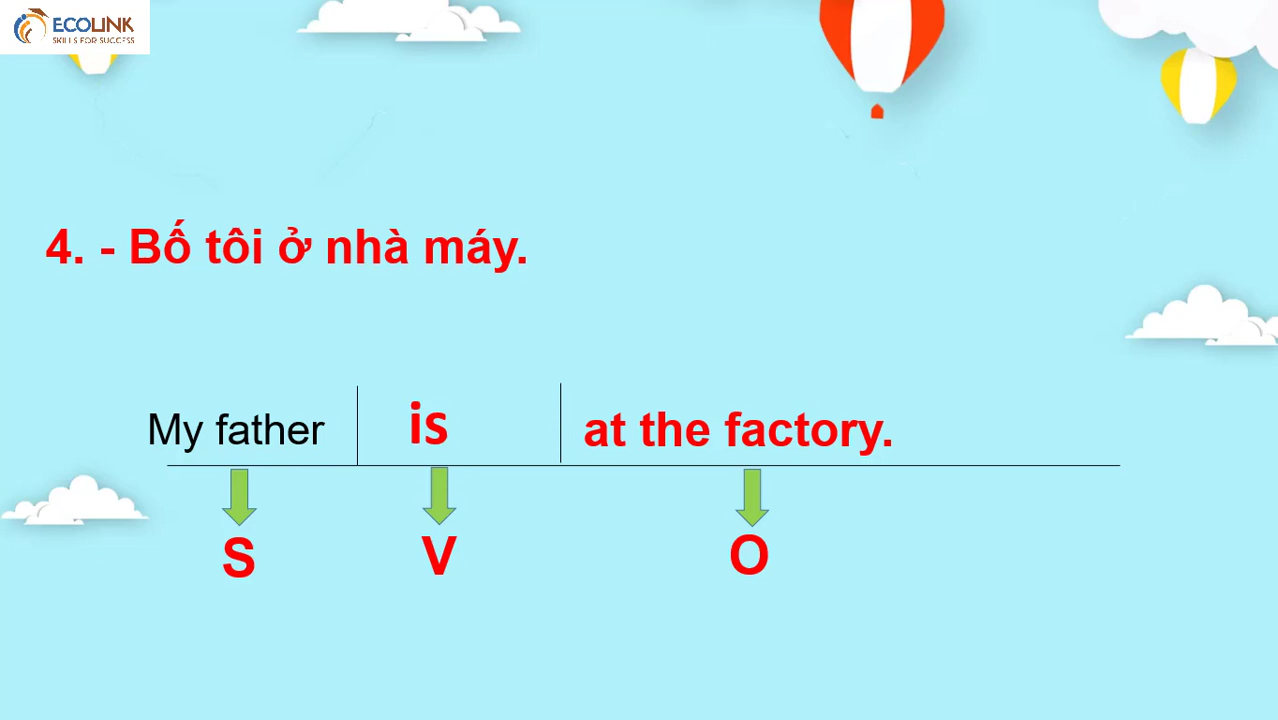 ECOLINK
SKILLS FOR SUCCESS
4. - Bố tôi ở nhà máy.
My father is at the factory.
S V O